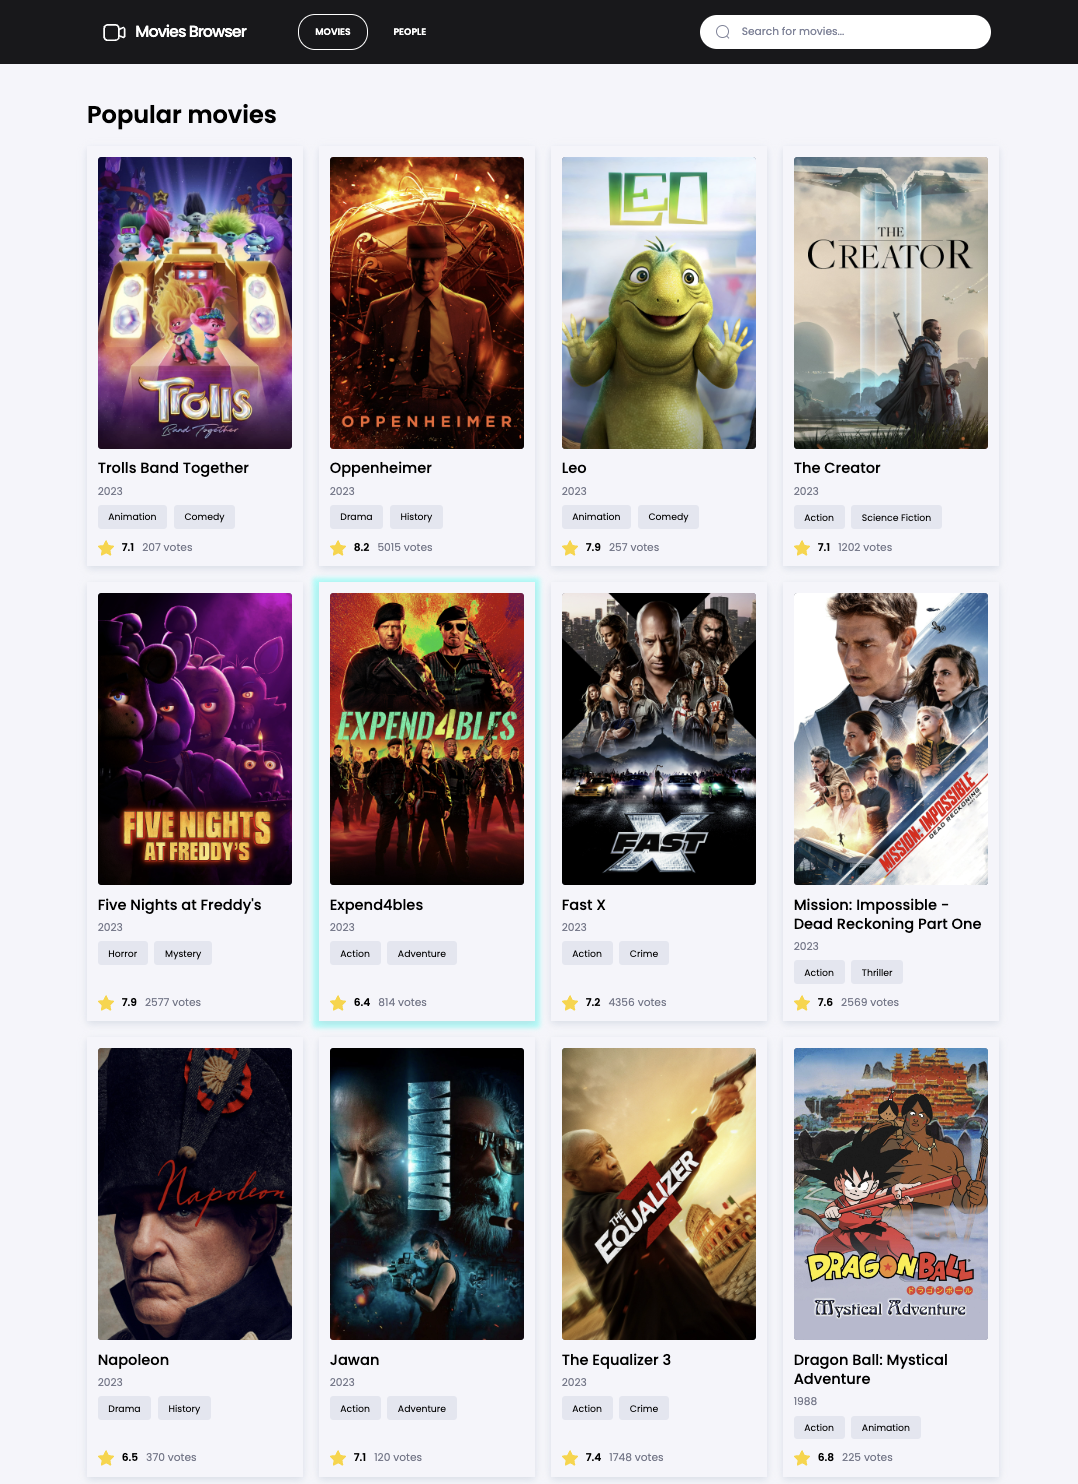 Movies Browser
MOVIES
PEOPLE
Search for movies...
Popular movies
Trolls
Band Together
Trolls Band Together
2023
Animation Comedy
7.1 207 votes
OPPENHEIMER
Oppenheimer
2023
Drama History
8.2 5015 votes
LEO
Leo
2023
Animation Comedy
7.9 257 votes
THE
CREATOR
The Creator
2023
Action Science Fiction
7.1 1202 votes
FIVE NIGHTS
AT FREDDY'S
Five Nights at Freddy's
2023
Horror Mystery
7.9 2577 votes
EXPEND4BLES
Expend4bles
2023
Action Adventure
6.4 814 votes
FAST
X
Fast X
2023
Action Crime
7.2 4356 votes
MISSION: IMPOSSIBLE
DEAD RECKONING
Mission: Impossible -
Dead Reckoning Part One
2023
Action Thriller
7.6 2569 votes
Napoleon
Napoleon
2023
Drama History
6.5 370 votes
JAWAN
Jawan
2023
Action Adventure
7.1 120 votes
THE
EQUALIZER
3
The Equalizer 3
2023
Action Crime
7.4 1748 votes
DRAGON BALL
ドラゴンボール
Mystical Adventure
Dragon Ball: Mystical
Adventure
1988
Action Animation
6.8 225 votes